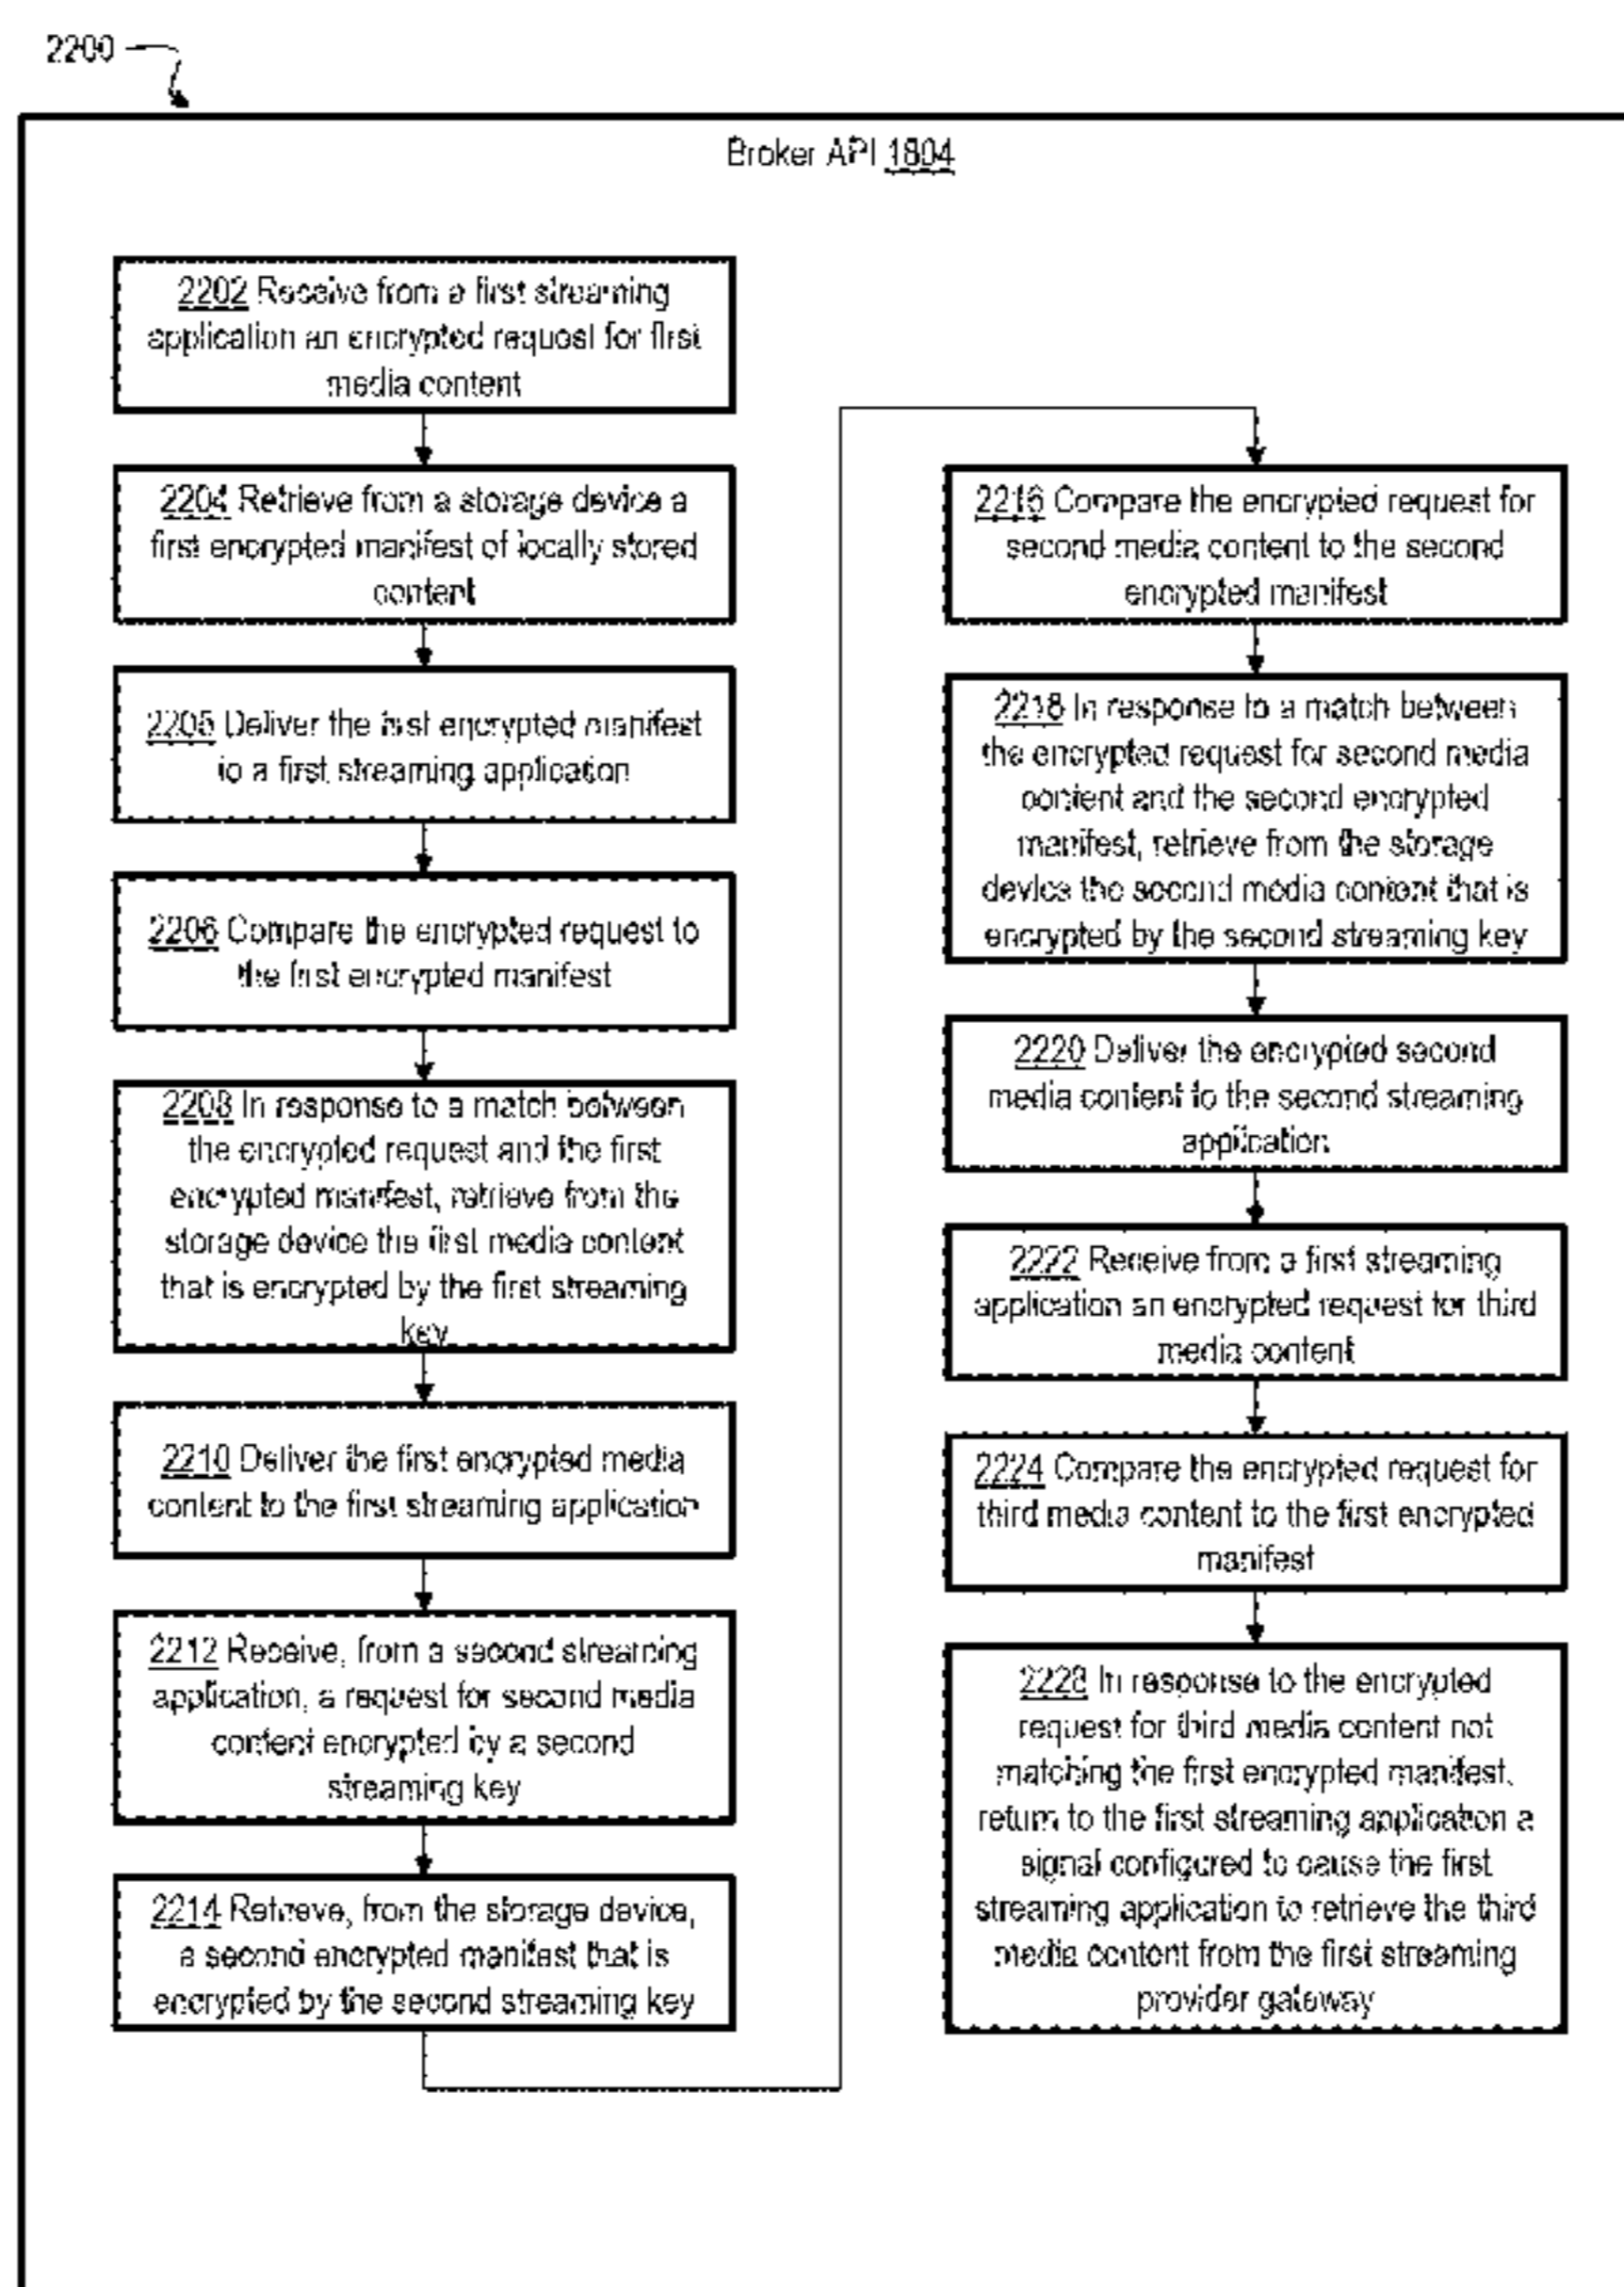 2200
Broker API 1804
2202 Receive from a first streaming
application an encrypted request for first
media content
2204 Retrieve from a storage device a
first encrypted manifest of locally stored
content
2205 Deliver the first encrypted manifest
to a first streaming application
2206 Compare the encrypted request to
the first encrypted manifest
2208 In response to a match between
the encrypted request and the first
encrypted manifest, retrieve from the
storage device the first media content
that is encrypted by the first streaming
key
2210 Deliver the first encrypted media
content to the first streaming application
2212 Receive, from a second streaming
application, a request for second media
content encrypted by a second
streaming key
2214 Retrieve, from the storage device,
a second encrypted manifest that is
encrypted by the second streaming key
2216 Compare the encrypted request for
second media content to the second
encrypted manifest
2218 In response to a match between
the encrypted request for second media
content and the second encrypted
manifest, retrieve from the storage
device the second media content that is
encrypted by the second streaming key
2220 Deliver the encrypted second
media content to the second streaming
application
2222 Receive from a first streaming
application an encrypted request for third
media content
2224 Compare the encrypted request for
third media content to the first encrypted
manifest
2228 In response to the encrypted
request for third media content not
matching the first encrypted manifest,
return to the first streaming application a
signal configured to cause the first
streaming application to retrieve the third
media content from the first streaming
provider gateway